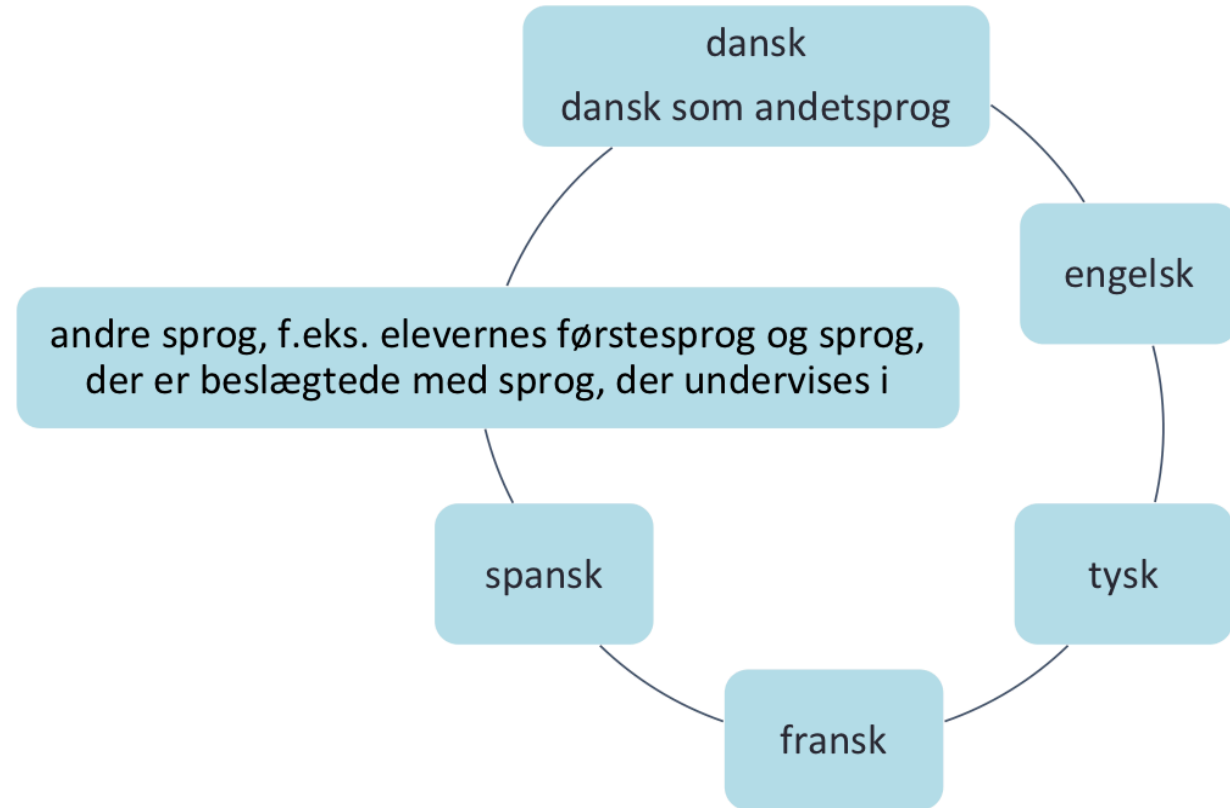 dansk
dansk som andetsprog
engelsk
andre sprog, f.eks. elevernes førstesprog og sprog,
der er beslægtede med sprog, der undervises i
spansk
tysk
fransk